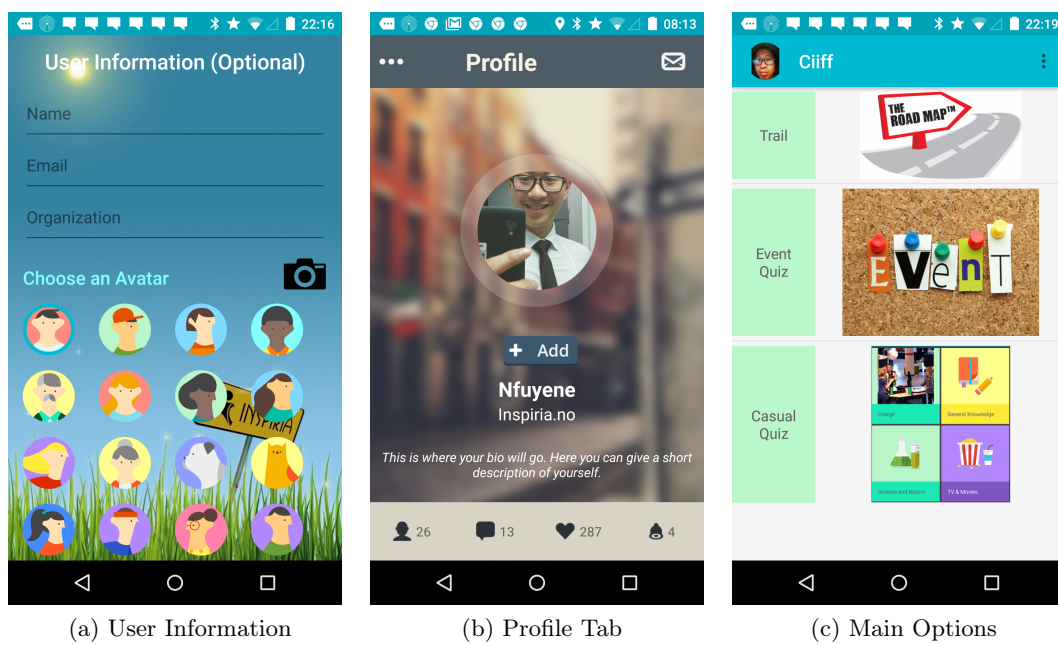 22:16
User Information (Optional)
Name
Email
Organization
Choose an Avatar
INSPIRIA
(a) User Information
08:13
Profile
+ Add
Nfuyene
Inspiria.no
This is where your bio will go. Here you can give a short
description of yourself.
26
13
287
4
(b) Profile Tab
22:19
Ciiff
Trail
THE
ROAD MAP™
Event
Quiz
EVenT
Casual
Quiz
Energi
General Knowledge
Science and Nature
TV & Movies
(c) Main Options